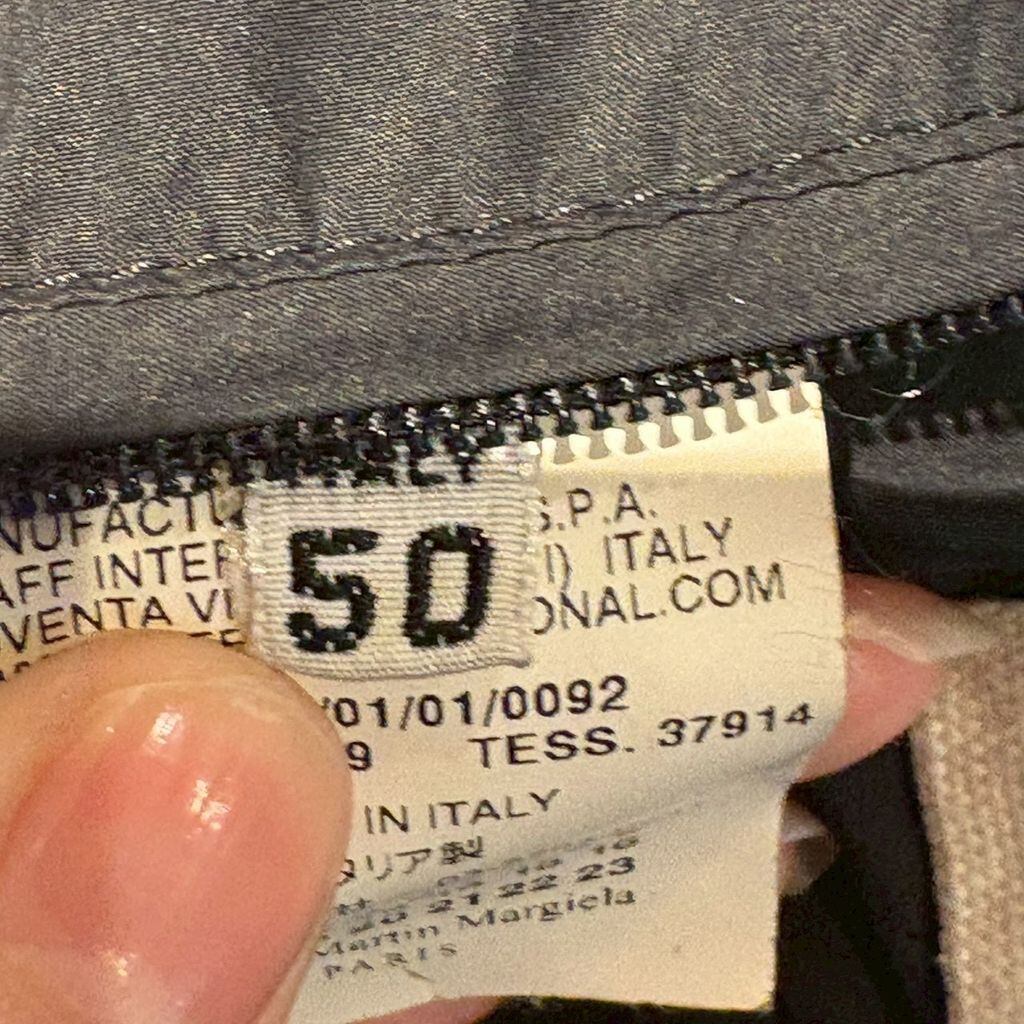 NUFACTU S.P.A.
AFF INTER I) ITALY
VENTA VI ONAL.COM
50
/01/01/0092
9 TESS. 37914
IN ITALY
タリア製
20 21 22 23
Martin Margiela
PARIS